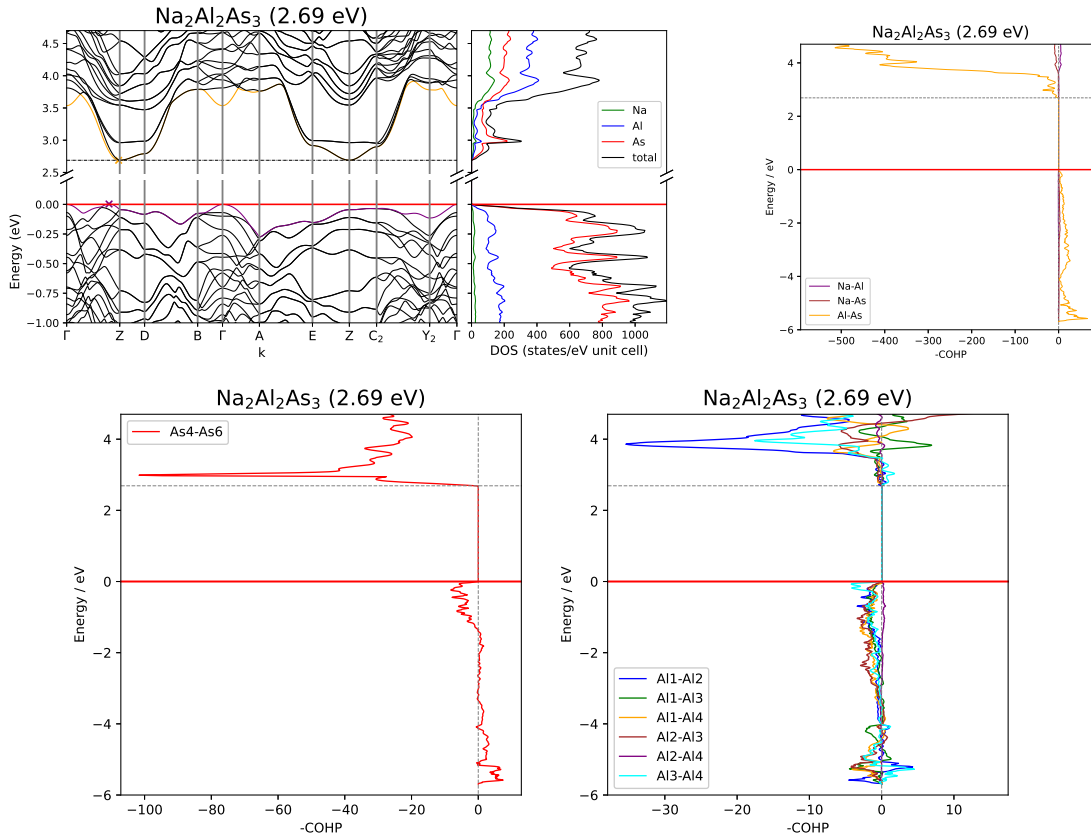 Na₂Al₂As₃ (2.69 eV)
Energy (eV)
4.5
4.0
3.5
3.0
2.5
0.00
−0.25
−0.50
−0.75
−1.00
Γ Z D B Γ A E Z C₂ Y₂ Γ
k
Na
Al
As
total
0 200 400 600 800 1000
DOS (states/eV unit cell)
Na₂Al₂As₃ (2.69 eV)
Energy / eV
4
2
0
−2
−4
−6
Na-Al
Na-As
Al-As
−500 −400 −300 −200 −100 0
-COHP
Na₂Al₂As₃ (2.69 eV)
As4-As6
Energy / eV
4
2
0
−2
−4
−6
−100 −80 −60 −40 −20 0
-COHP
Na₂Al₂As₃ (2.69 eV)
Energy / eV
4
2
0
−2
−4
−6
Al1-Al2
Al1-Al3
Al1-Al4
Al2-Al3
Al2-Al4
Al3-Al4
−30 −20 −10 0 10
-COHP